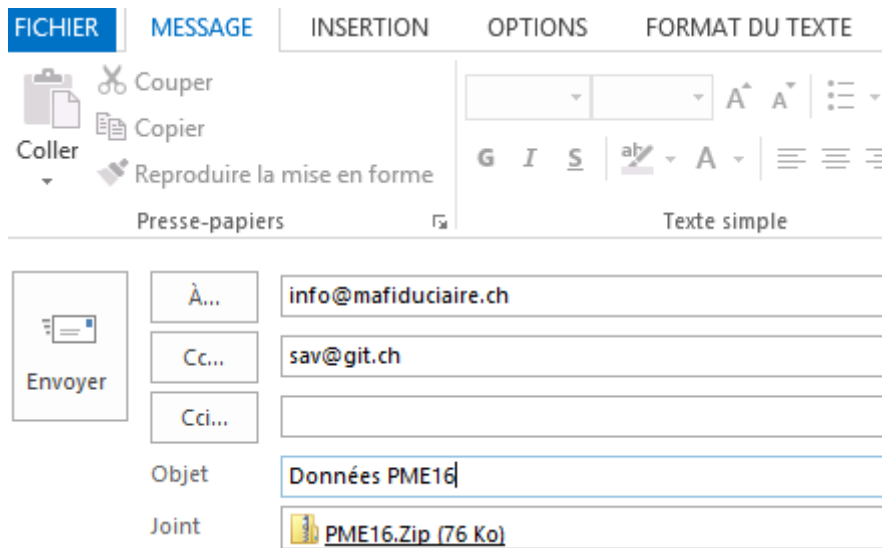 FICHIER MESSAGE INSERTION OPTIONS FORMAT DU TEXTE
Couper
Copier
Coller
Reproduire la mise en forme
G I S ab A
Presse-papiers Texte simple
À... info@mafiduciaire.ch
Cc... sav@git.ch
Envoyer
Cci...
Objet Données PME16
Joint PME16.Zip (76 Ko)